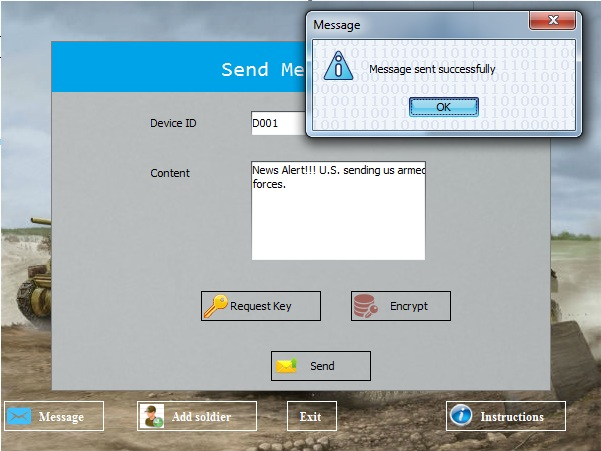 Message
Message sent successfully
OK
Send Me
Device ID
D001
Content
News Alert!!! U.S. sending us armed
forces.
Request Key
Encrypt
Send
Message
Add soldier
Exit
Instructions